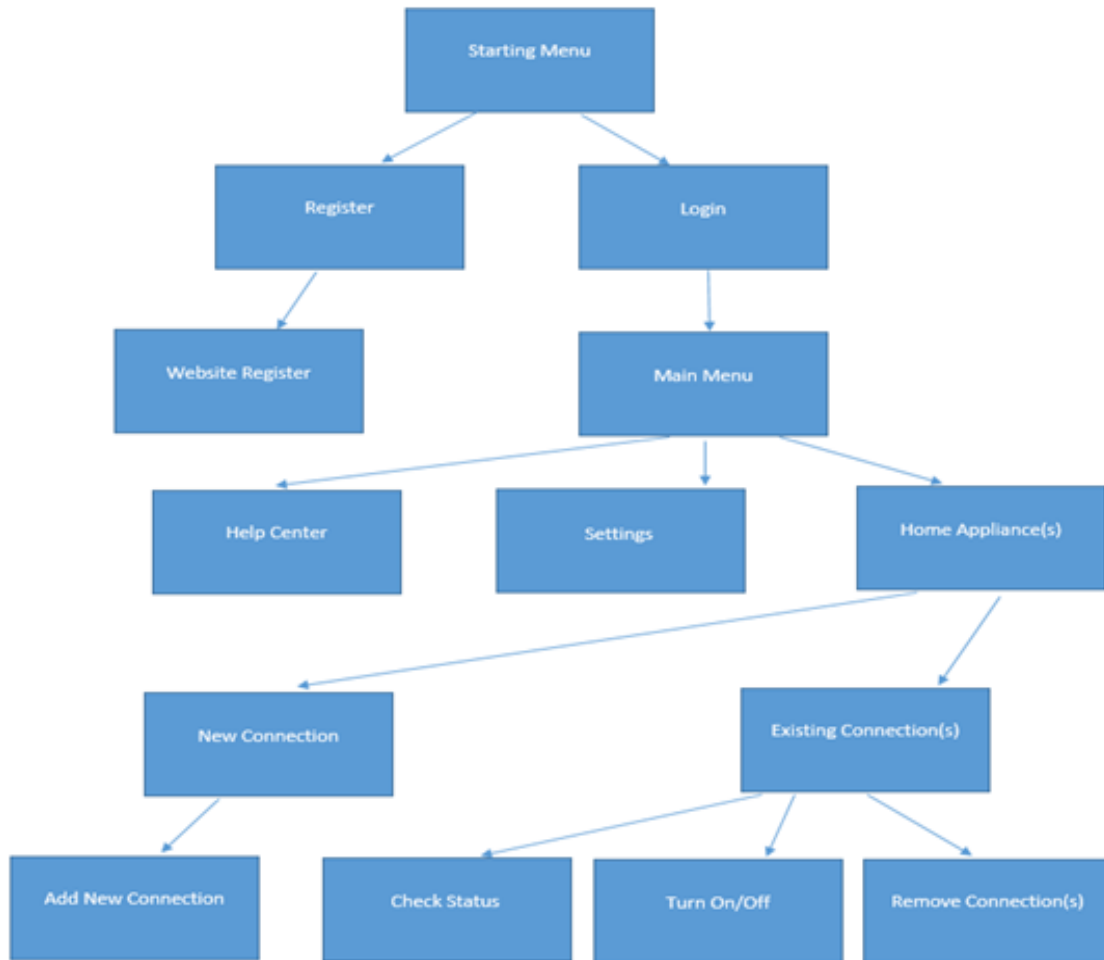 Starting Menu
Register
Login
Website Register
Main Menu
Help Center
Settings
Home Appliance(s)
New Connection
Existing Connection(s)
Add New Connection
Check Status
Turn On/Off
Remove Connection(s)